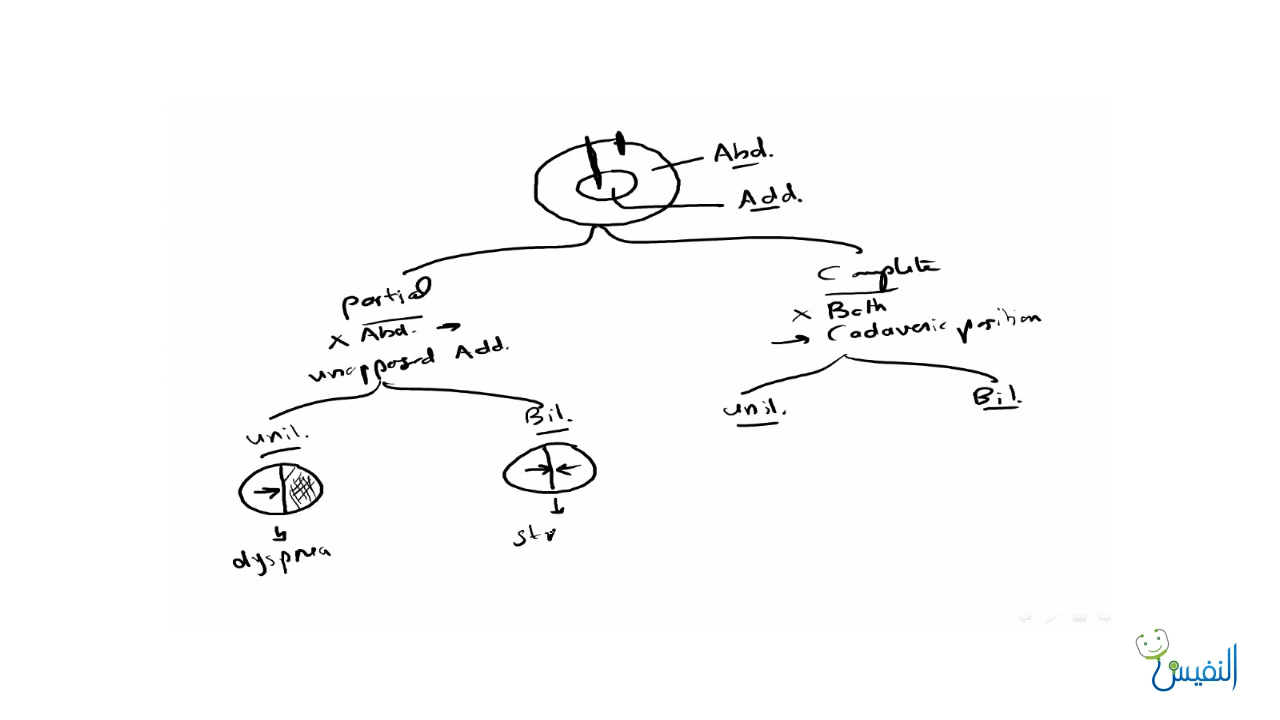 Abd.
Add.
partial
x Abd. →
unopposed Add.
unil.
Bil.
dyspnea
str
Complete
x Both
→ Cadaveric position
unil.
Bil.
النفيس